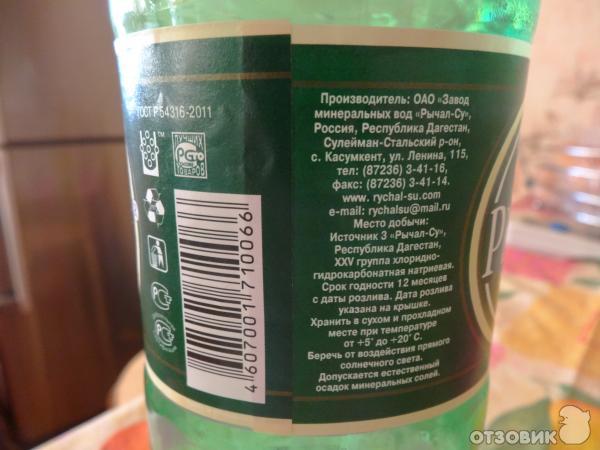 ГОСТ Р 54316-2011
ЛУЧШИХ
ТОВАРОВ
4 607001 710066
Производитель: ОАО «Завод
минеральных вод «Рычал-Су»,
Россия, Республика Дагестан,
Сулейман-Стальский р-он,
с. Касумкент, ул. Ленина, 115,
тел: (87236) 3-41-16,
факс: (87236) 3-41-14.
www. rychal-su.com
e-mail: rychalsu@mail.ru
Место добычи:
Источник 3 «Рычал-Су»,
Республика Дагестан,
XXV группа хлоридно-
гидрокарбонатная натриевая.
Срок годности 12 месяцев
с даты розлива. Дата розлива
указана на крышке.
Хранить в сухом и прохладном
месте при температуре
от +5° до +20° С.
Беречь от воздействия прямого
солнечного света.
Допускается естественный
осадок минеральных солей.
ОТЗОВИК